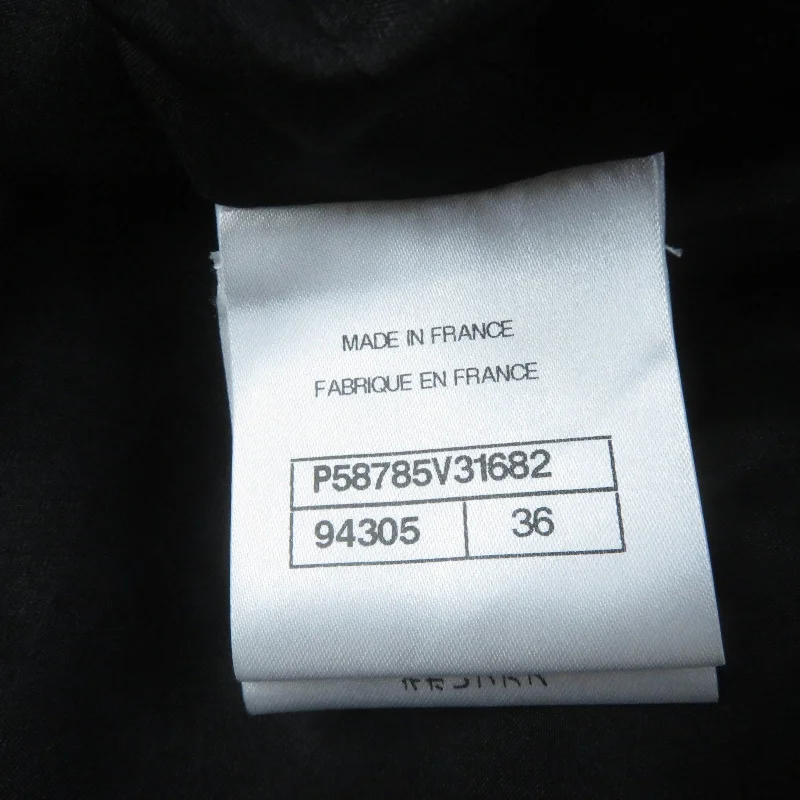 MADE IN FRANCE
FABRIQUE EN FRANCE
P58785V31682
94305 36